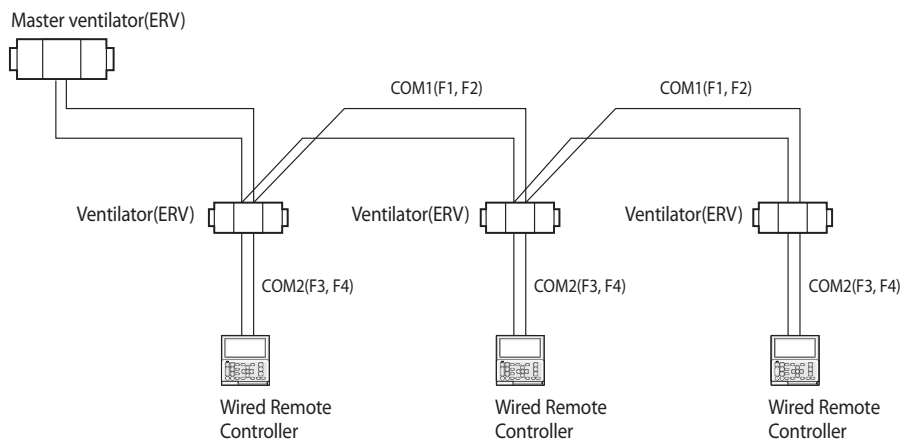 Master ventilator(ERV)
COM1(F1, F2)
COM1(F1, F2)
Ventilator(ERV)
Ventilator(ERV)
Ventilator(ERV)
COM2(F3, F4)
COM2(F3, F4)
COM2(F3, F4)
Wired Remote
Controller
Wired Remote
Controller
Wired Remote
Controller